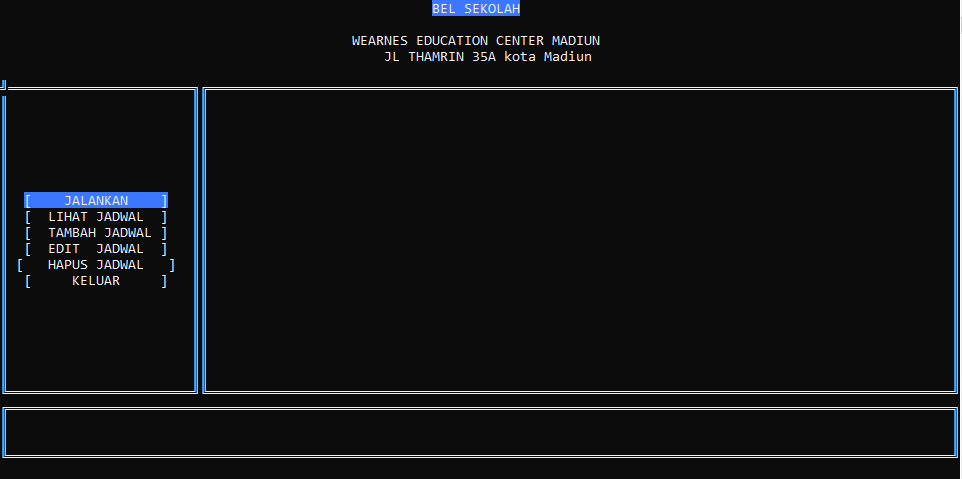 BEL SEKOLAH
WEARNES EDUCATION CENTER MADIUN
JL THAMRIN 35A kota Madiun
[    JALANKAN    ]
[  LIHAT JADWAL  ]
[  TAMBAH JADWAL ]
[  EDIT  JADWAL  ]
[   HAPUS JADWAL   ]
[     KELUAR     ]